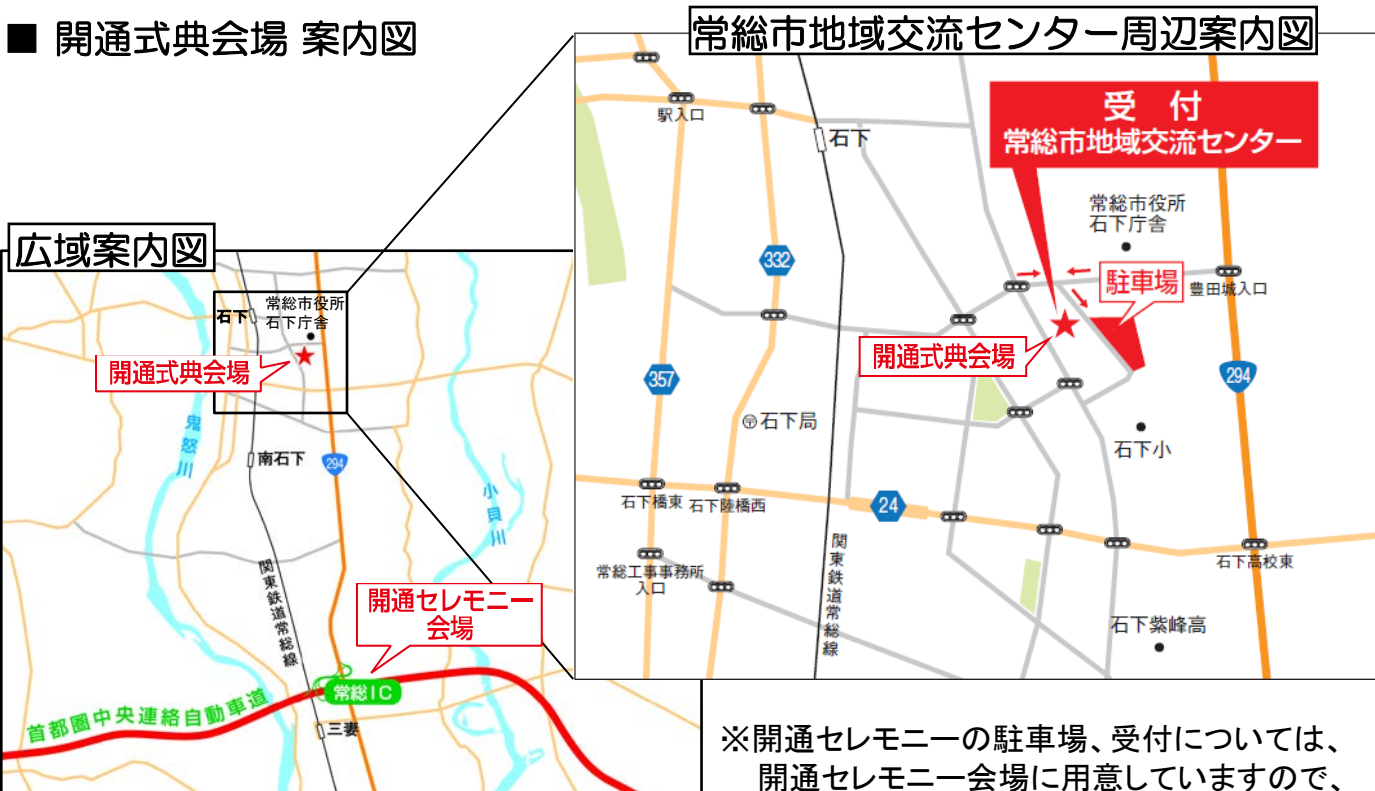 ■ 開通式典会場 案内図
常総市地域交流センター周辺案内図
駅入口
石下
受 付
常総市地域交流センター
常総市役所
石下庁舎
駐車場
豊田城入口
開通式典会場
332
357
294
石下局
石下小
石下橋東
石下陸橋西
24
関東鉄道常総線
石下高校東
常総工事事務所
入口
石下紫峰高
広域案内図
石下
常総市役所
石下庁舎
開通式典会場
鬼怒川
南石下
294
小貝川
関東鉄道常総線
開通セレモニー
会場
常総IC
首都圏中央連絡自動車道
三妻
※開通セレモニーの駐車場、受付については、
開通セレモニー会場に用意していますので、